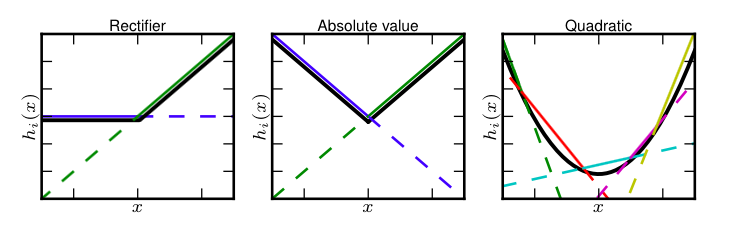 Rectifier
Absolute value
Quadratic
h_i(x)
h_i(x)
h_i(x)
x
x
x